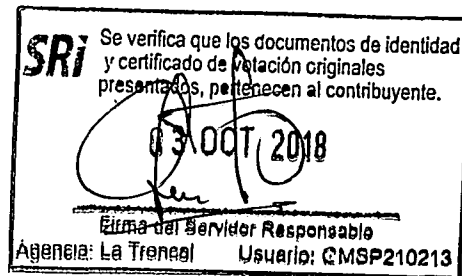 SRi Se verifica que los documentos de identidad
y certificado de votación originales
presentados, pertenecen al contribuyente.
03 OCT 2018
Firma del Servidor Responsable
Agencia: La Troncal Usuario: CMSP210213